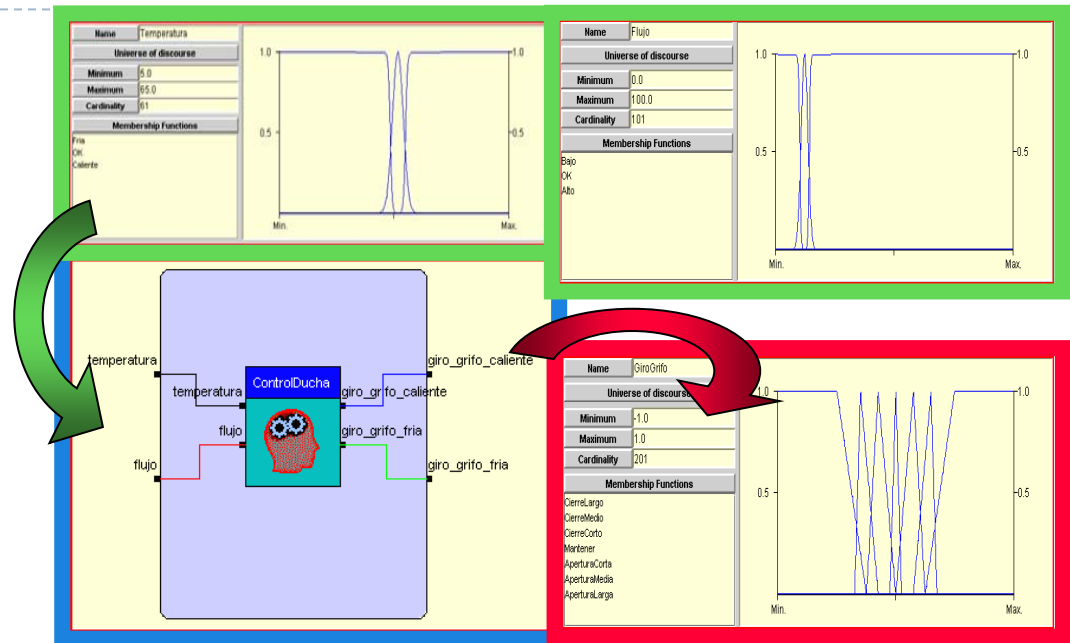 Name Temperatura
Universe of discourse
Minimum 5.0
Maximum 65.0
Cardinality 61
Membership Functions
Fria
OK
Caliente
1.0
1.0
0.5
0.5
Min.
Max.
Name Flujo
Universe of discourse
Minimum 0.0
Maximum 100.0
Cardinality 101
Membership Functions
Bajo
OK
Alto
1.0
1.0
0.5
0.5
Min.
Max.
temperatura
flujo
ControlDucha
temperatura
flujo
giro_grifo_caliente
giro_grifo_fria
giro_grifo_caliente
giro_grifo_fria
Name GiroGrifo
Universe of discourse
Minimum -1.0
Maximum 1.0
Cardinality 201
Membership Functions
CierreLargo
CierreMedio
CierreCorto
Mantener
AperturaCorta
AperturaMedia
AperturaLarga
1.0
1.0
0.5
0.5
Min.
Max.